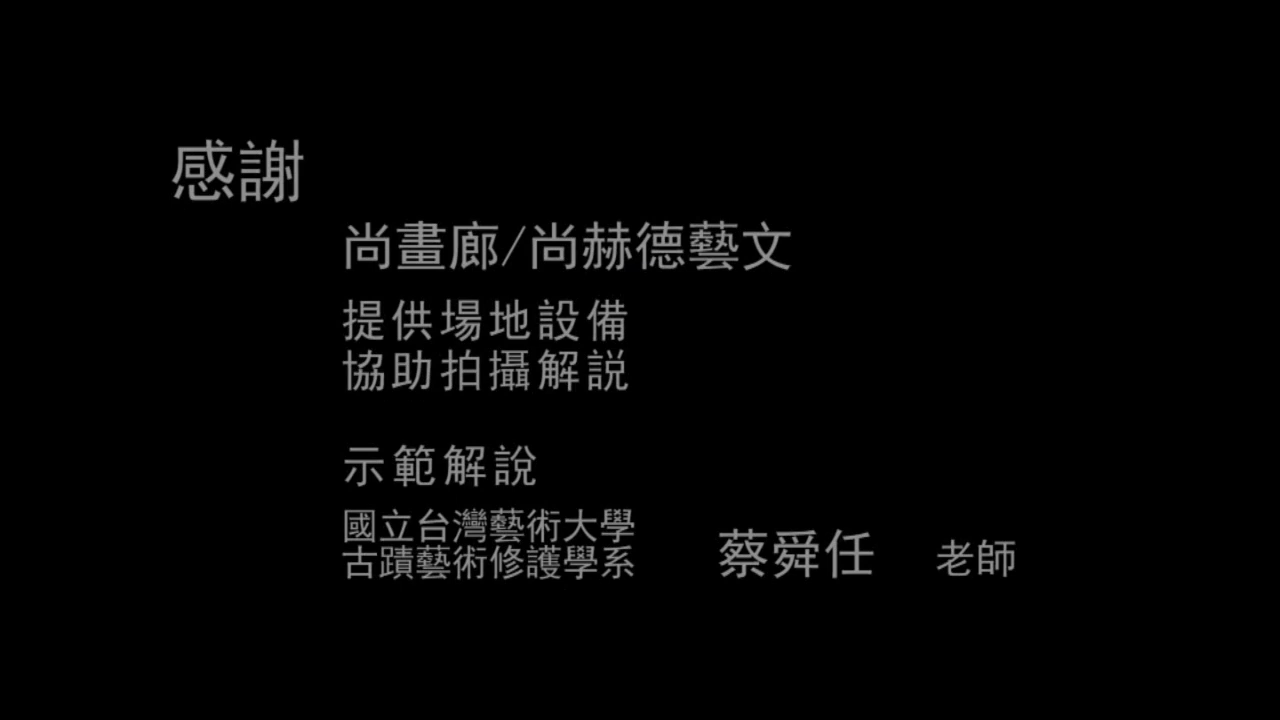 感謝
尚畫廊/尚赫德藝文
提供場地設備
協助拍攝解説
示範解說
國立台灣藝術大學
古蹟藝術修護學系 蔡舜任 老師